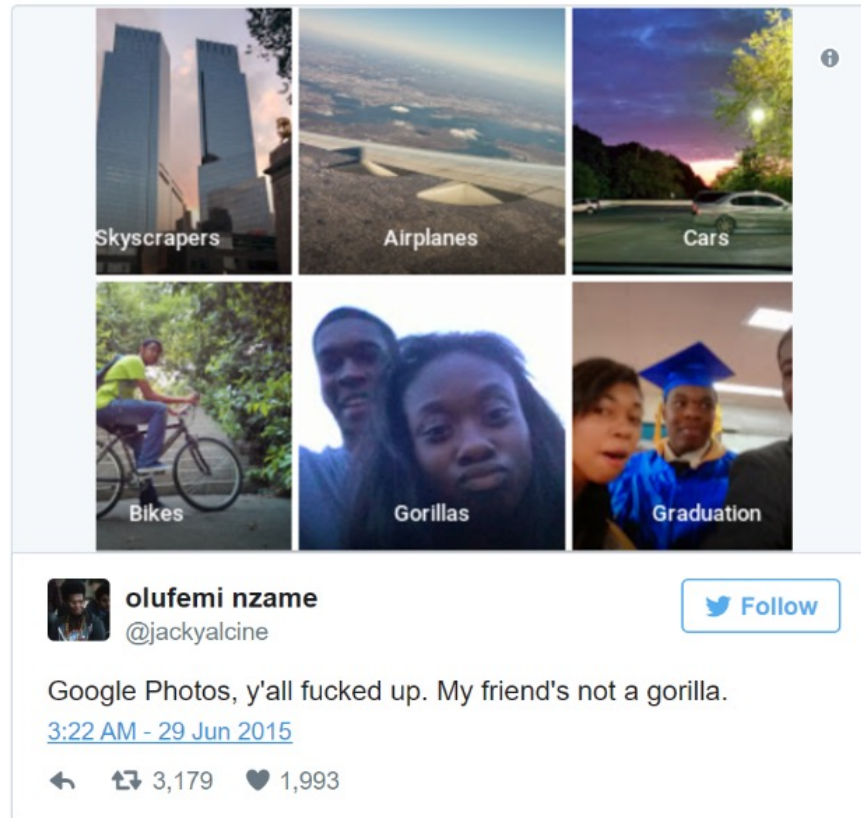 Skyscrapers
Airplanes
Cars
Bikes
Gorillas
Graduation
olufemi nzame
@jackyalcine
Follow
Google Photos, y'all fucked up. My friend's not a gorilla.
3:22 AM - 29 Jun 2015
3,179 1,993